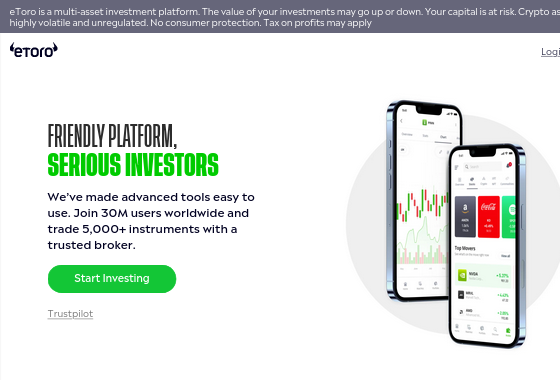 eToro is a multi-asset investment platform. The value of your investments may go up or down. Your capital is at risk. Crypto as
highly volatile and unregulated. No consumer protection. Tax on profits may apply
eTORO
Logi
FRIENDLY PLATFORM,
SERIOUS INVESTORS
We've made advanced tools easy to
use. Join 30M users worldwide and
trade 5,000+ instruments with a
trusted broker.
Start Investing
Trustpilot
Coca-Cola
Top Movers
NVDA